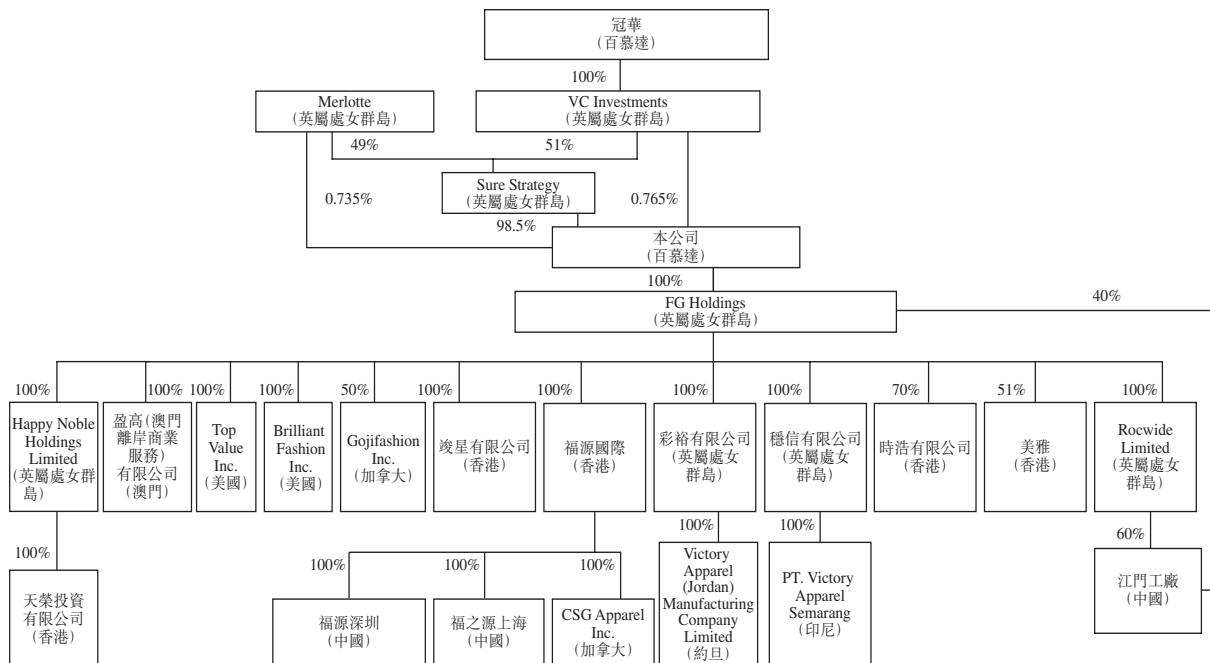 冠華
(百慕達)
100%
Merlotte
(英屬處女群島)
VC Investments
(英屬處女群島)
49%
51%
Sure Strategy
(英屬處女群島)
0.735%
0.765%
98.5%
本公司
(百慕達)
100%
FG Holdings
(英屬處女群島)
40%
100%
100%
100%
100%
50%
100%
100%
100%
100%
70%
51%
100%
Happy Noble
Holdings
Limited
(英屬處女群
島)
盈高(澳門
離岸商業
服務)
有限公司
(澳門)
Top
Value
Inc.
(美國)
Brilliant
Fashion
Inc.
(美國)
Gojifashion
Inc.
(加拿大)
竣星有限公司
(香港)
福源國際
(香港)
彩裕有限公司
(英屬處女
群島)
穩信有限公司
(英屬處女
群島)
時浩有限公司
(香港)
美雅
(香港)
Rocwide
Limited
(英屬處女
群島)
100%
100%
100%
100%
100%
100%
60%
天榮投資
有限公司
(香港)
福源深圳
(中國)
福之源上海
(中國)
CSG Apparel
Inc.
(加拿大)
Victory
Apparel
(Jordan)
Manufacturing
Company
Limited
(約旦)
PT. Victory
Apparel
Semarang
(印尼)
江門工廠
(中國)